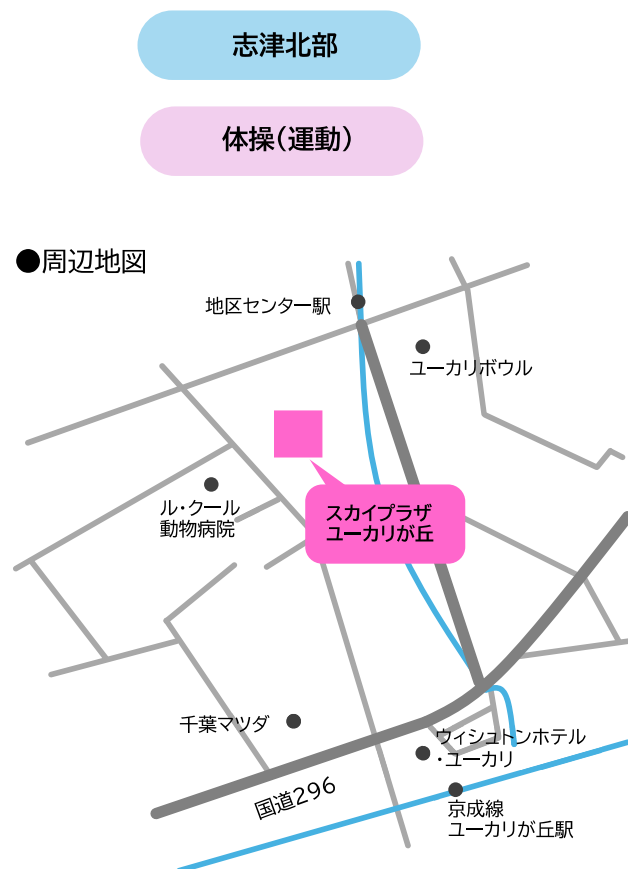 志津北部
体操(運動)
●周辺地図
地区センター駅
ユーカリボウル
ル・クール
動物病院
スカイプラザ
ユーカリが丘
千葉マツダ
ウィシュトンホテル
・ユーカリ
国道296
京成線
ユーカリが丘駅